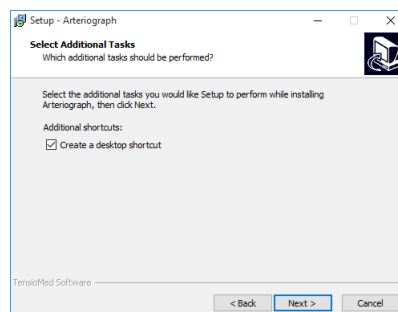 Setup - Arteriograph
Select Additional Tasks
Which additional tasks should be performed?
Select the additional tasks you would like Setup to perform while installing
Arteriograph, then click Next.
Additional shortcuts:
Create a desktop shortcut
TensioMed Software
< Back Next > Cancel